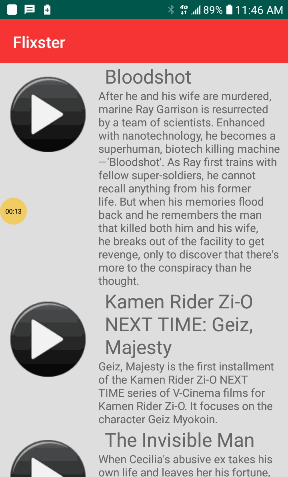 89% 11:46 AM
Flixster
Bloodshot
After he and his wife are murdered,
marine Ray Garrison is resurrected
by a team of scientists. Enhanced
with nanotechnology, he becomes a
superhuman, biotech killing machine
—'Bloodshot'. As Ray first trains with
fellow super-soldiers, he cannot
recall anything from his former
life. But when his memories flood
back and he remembers the man
that killed both him and his wife,
he breaks out of the facility to get
revenge, only to discover that there's
more to the conspiracy than he
thought.
00:13
Kamen Rider Zi-O
NEXT TIME: Geiz,
Majesty
Geiz, Majesty is the first installment
of the Kamen Rider Zi-O NEXT
TIME series of V-Cinema films for
Kamen Rider Zi-O. It focuses on the
character Geiz Myokoin.
The Invisible Man
When Cecilia's abusive ex takes his
own life and leaves her his fortune,